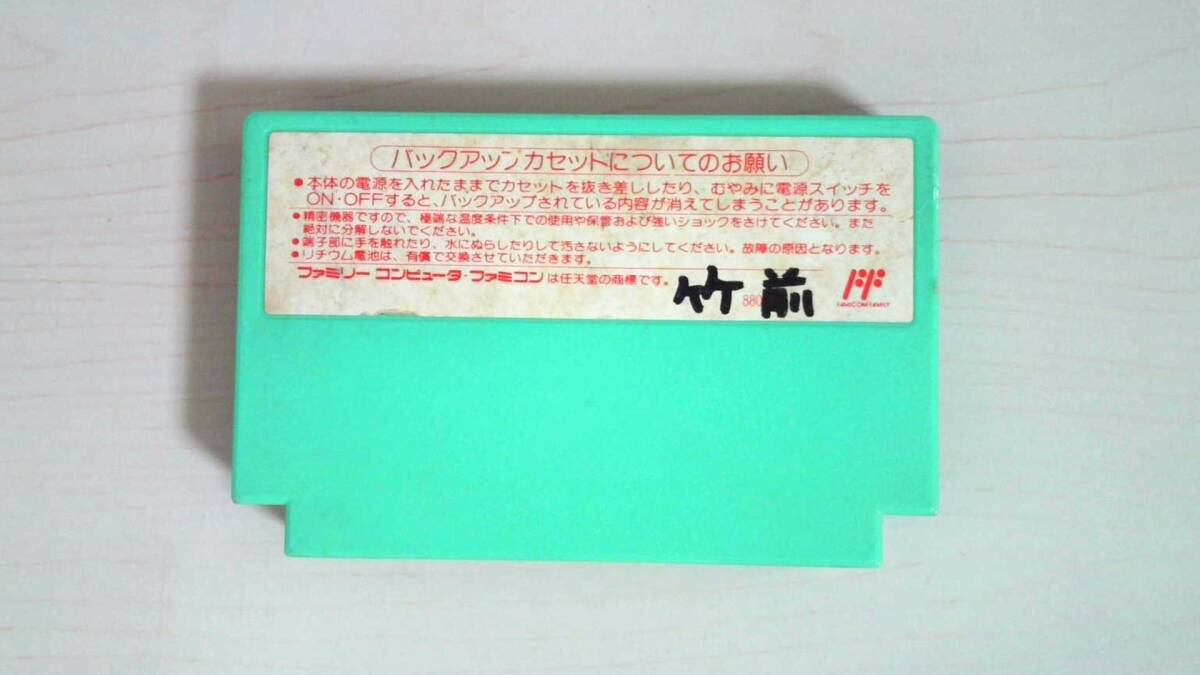 バックアップカセットについてのお願い
●本体の電源を入れたままでカセットを抜き差ししたり、むやみに電源スイッチを
ON・OFFすると、バックアップされている内容が消えてしまうことがあります。
●精密機器ですので、極端な温度条件下での使用や保管および強いショックをさけてください。また
絶対に分解しないでください。
●端子部に手を触れたり、水にぬらしたりして汚さないようにしてください。故障の原因となります。
●リチウム電池は、有償で交換させていただきます。
ファミリー コンピュータ・ファミコンは任天堂の商標です。
竹前
880
FAMICOM FAMILY